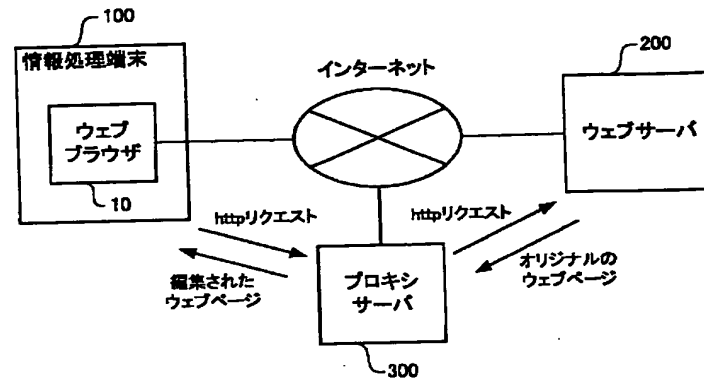 100
情報処理端末
ウェブ
ブラウザ
10
インターネット
200
ウェブサーバ
httpリクエスト
編集された
ウェブページ
httpリクエスト
オリジナルの
ウェブページ
プロキシ
サーバ
300